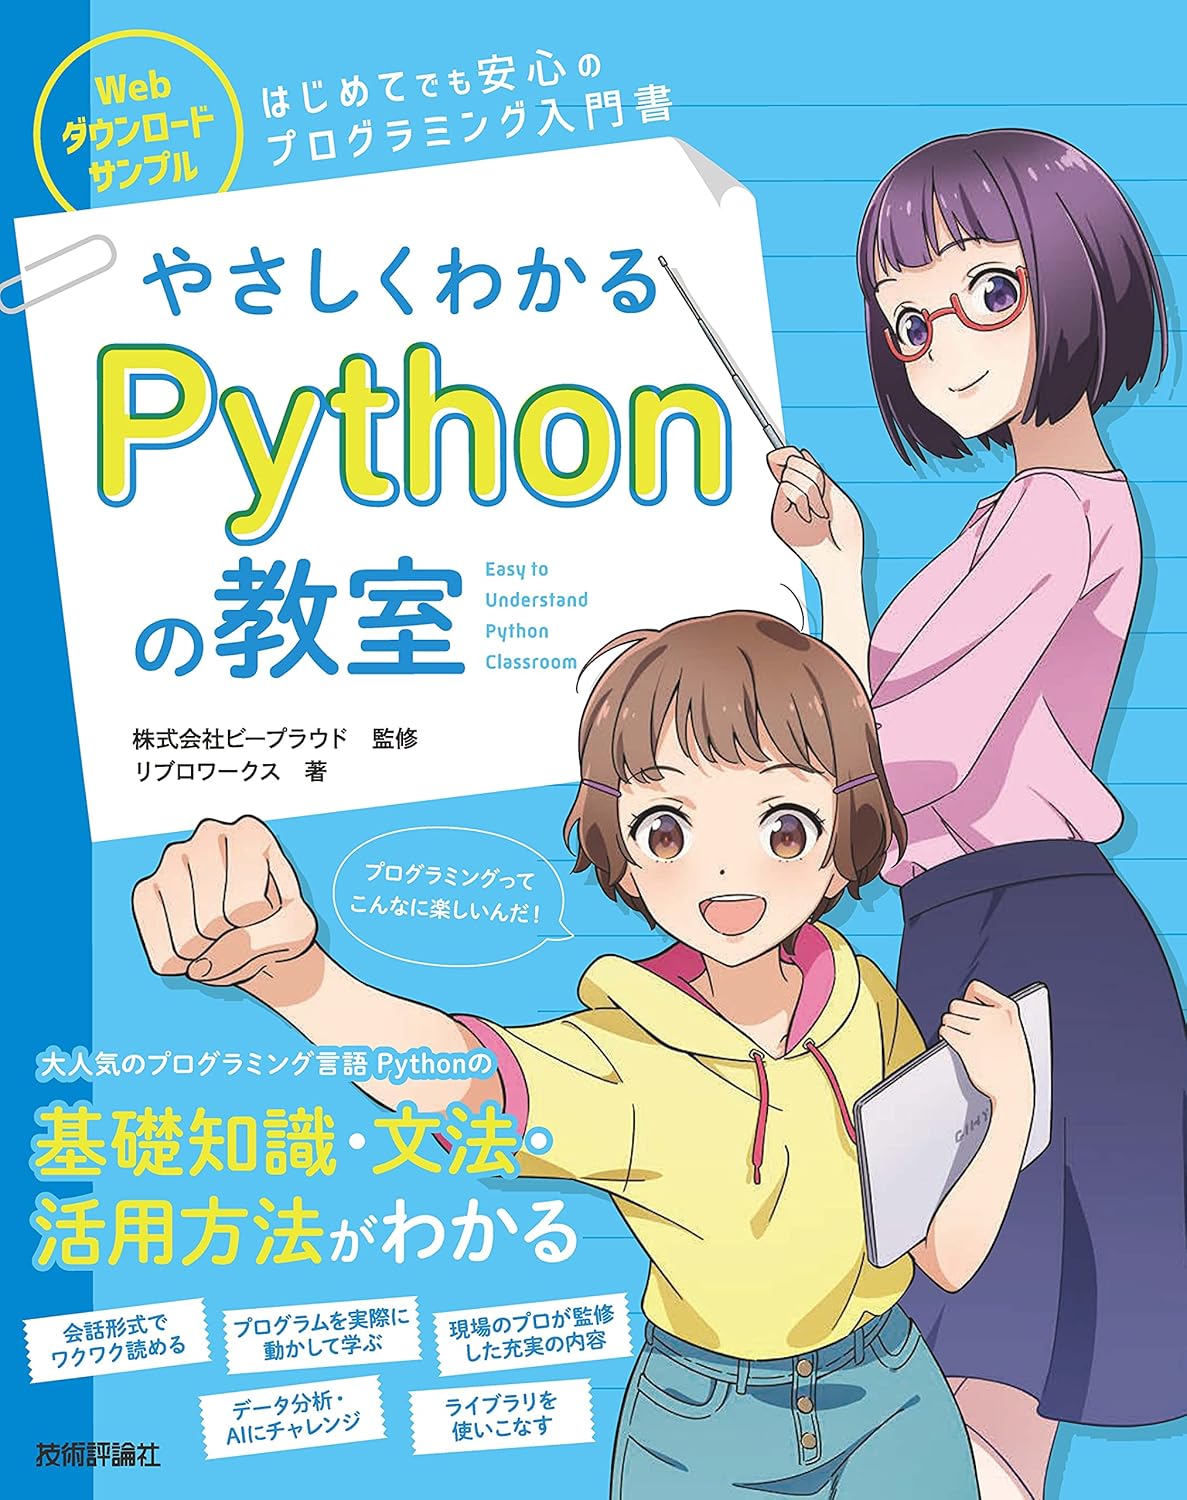 Web
ダウンロード
サンプル
はじめてでも安心の
プログラミング入門書
やさしくわかる
Python
の教室
Easy to
Understand
Python
Classroom
株式会社ビープラウド 監修
リブロワークス 著
プログラミングって
こんなに楽しいんだ！
大人気のプログラミング言語 Pythonの
基礎知識・文法・
活用方法がわかる
会話形式で
ワクワク読める
プログラムを実際に
動かして学ぶ
現場のプロが監修
した充実の内容
データ分析・
AIにチャレンジ
ライブラリを
使いこなす
技術評論社